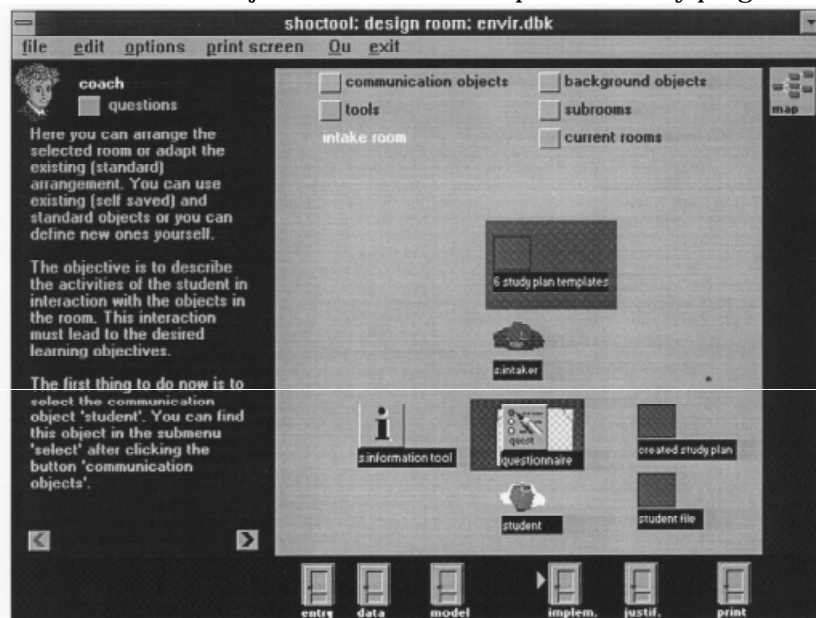 shoctool: design room: envir.dbk
file edit options print screen Qu exit
coach
questions
Here you can arrange the
selected room or adapt the
existing (standard)
arrangement. You can use
existing (self saved) and
standard objects or you can
define new ones yourself.
The objective is to describe
the activities of the student in
interaction with the objects in
the room. This interaction
must lead to the desired
learning objectives.
The first thing to do now is to
select the communication
object 'student'. You can find
this object in the submenu
'select' after clicking the
button 'communication
objects'.
communication objects
background objects
tools
subrooms
intake room
current rooms
map
6 study plan templates
s:intaker
s:information tool
quest
questionnaire
created study plan
student
student file
entry data model implem. justif. print